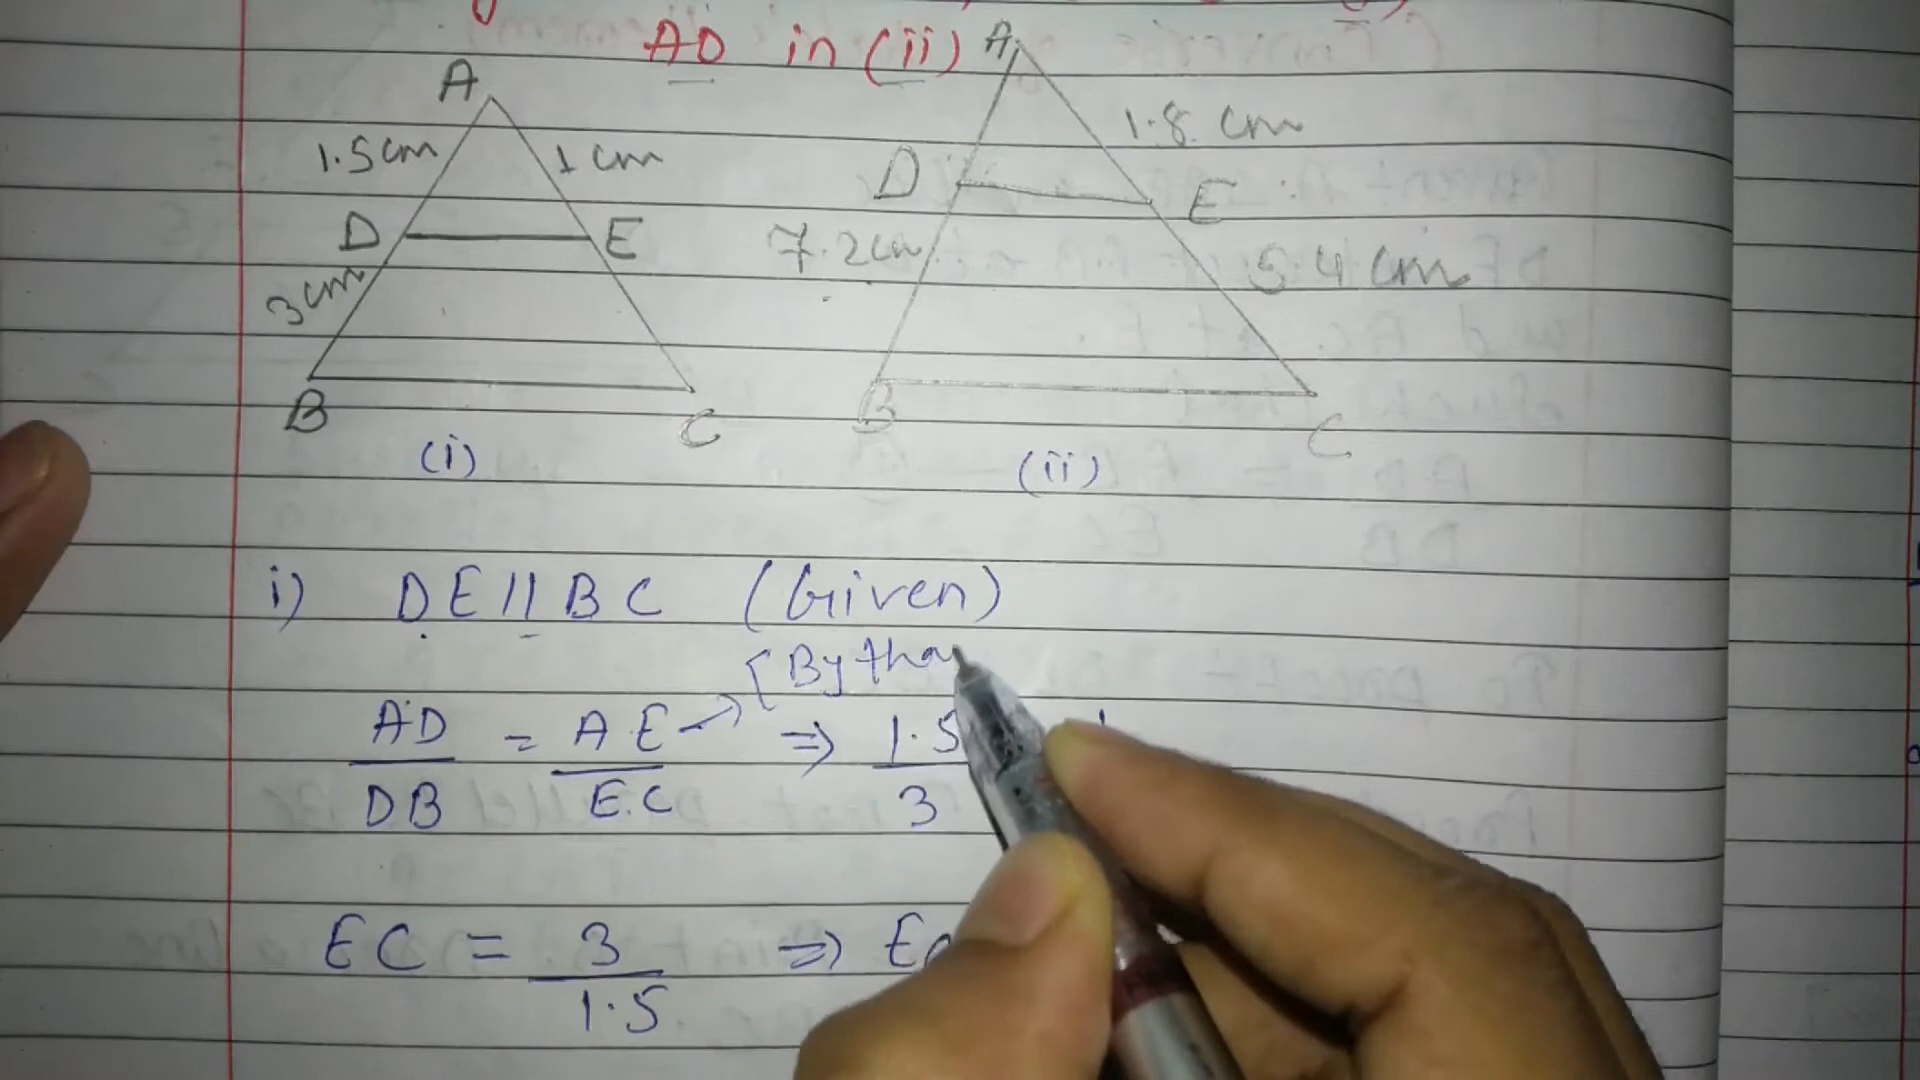 AD in (ii)
A
1.5cm
1 cm
D
E
3cm
B
C
(i)
A
1.8 cm
D
E
7.2cm
5 4 cm
B
C
(ii)
i) DE || BC (Given)
[By tha
AD = AE → ⇒ 1.5
DB EC 3
EC = 3 ⇒ E
1.5